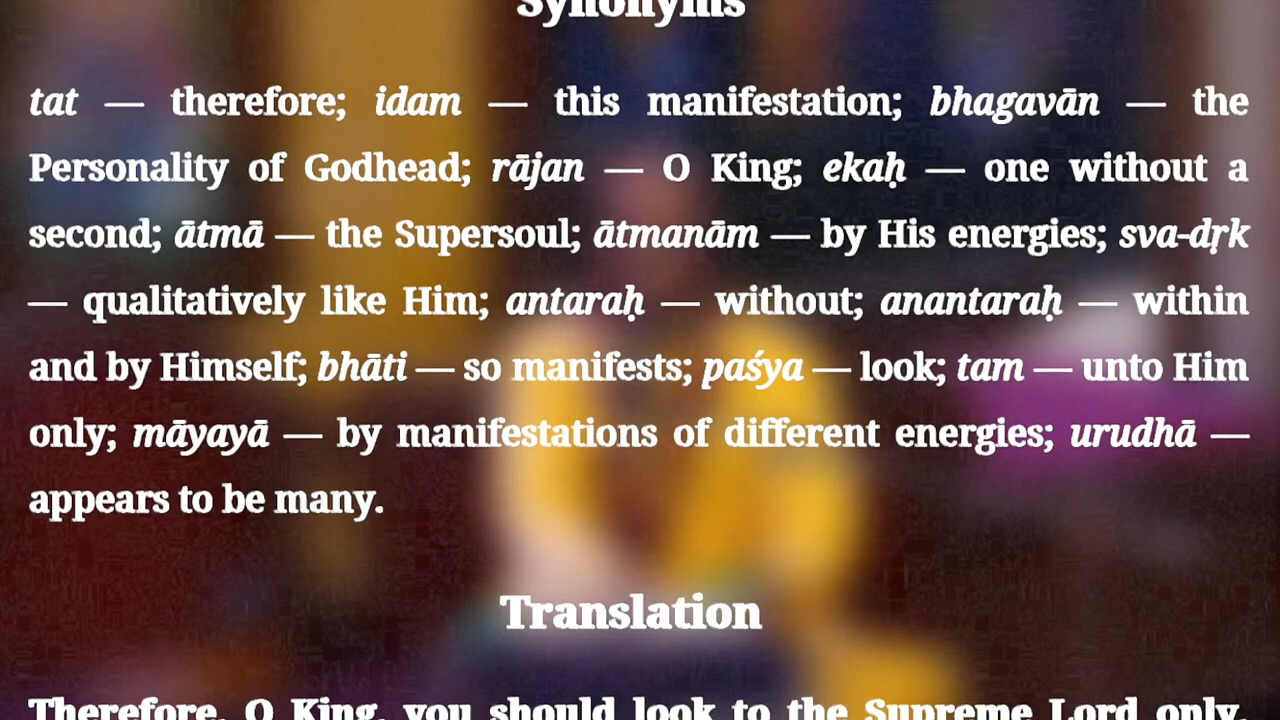 Synonyms
tat — therefore; idam — this manifestation; bhagavān — the
Personality of Godhead; rājan — O King; ekaḥ — one without a
second; ātmā — the Supersoul; ātmanām — by His energies; sva-dṛk
— qualitatively like Him; antaraḥ — without; anantaraḥ — within
and by Himself; bhāti — so manifests; paśya — look; tam — unto Him
only; māyayā — by manifestations of different energies; urudhā —
appears to be many.
Translation
Therefore, O King, you should look to the Supreme Lord only,